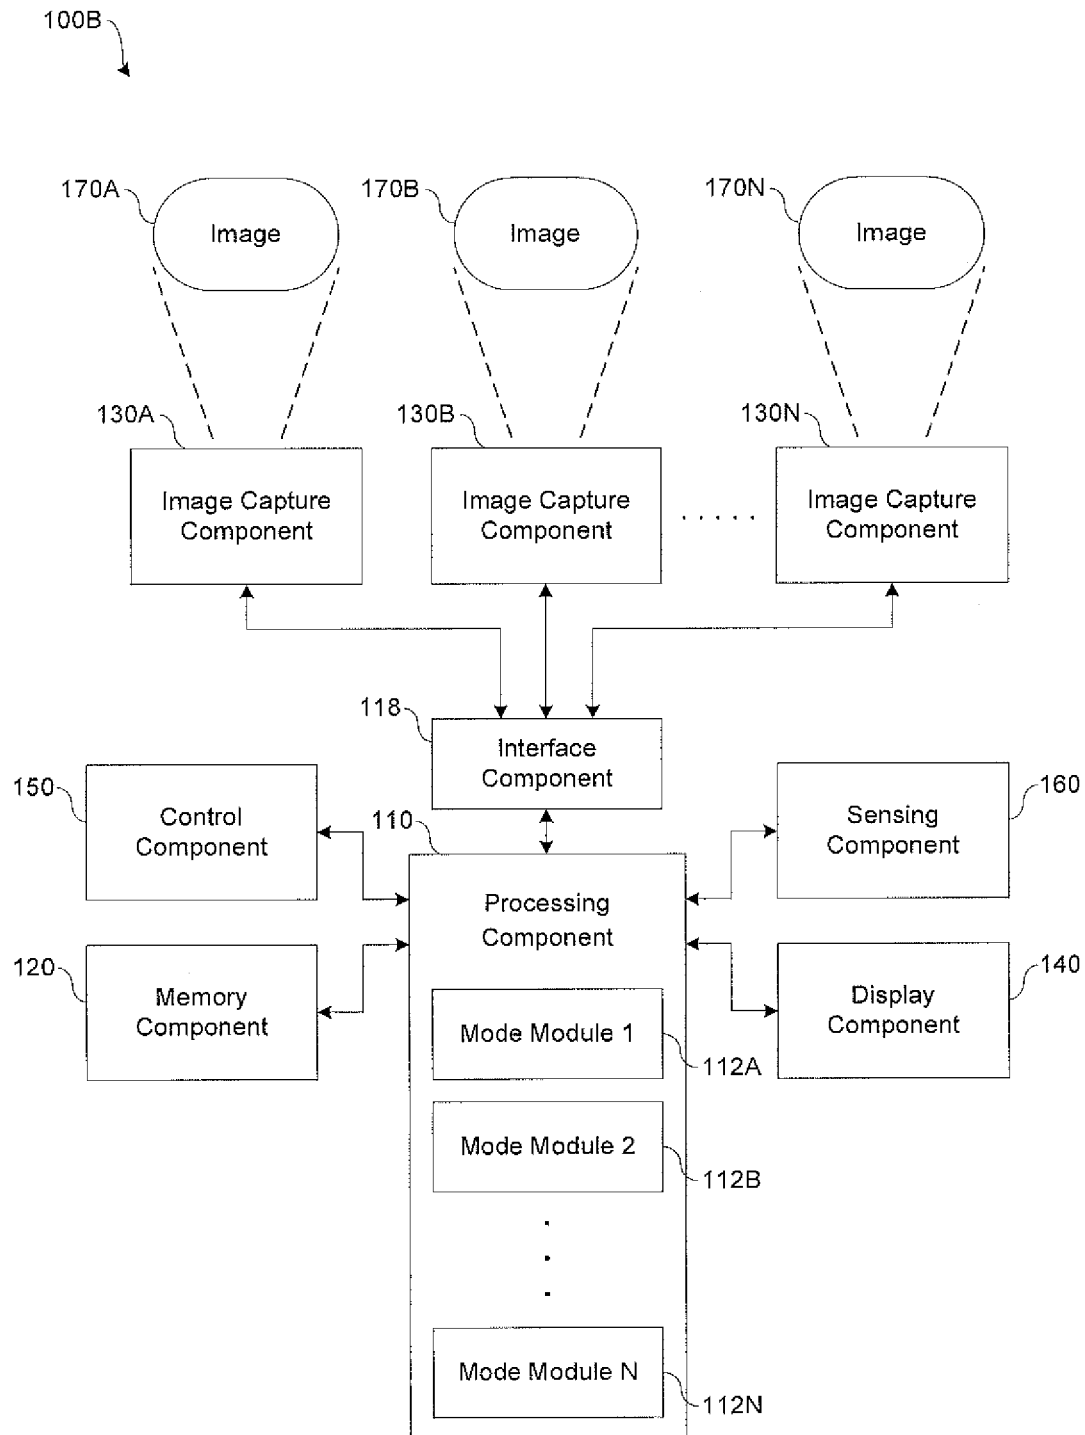 100B
170A
Image
170B
Image
170N
Image
130A
Image Capture
Component
130B
Image Capture
Component
. . . . .
130N
Image Capture
Component
118
Interface
Component
150
Control
Component
110
Processing
Component
160
Sensing
Component
120
Memory
Component
140
Display
Component
Mode Module 1
112A
Mode Module 2
112B
Mode Module N
112N